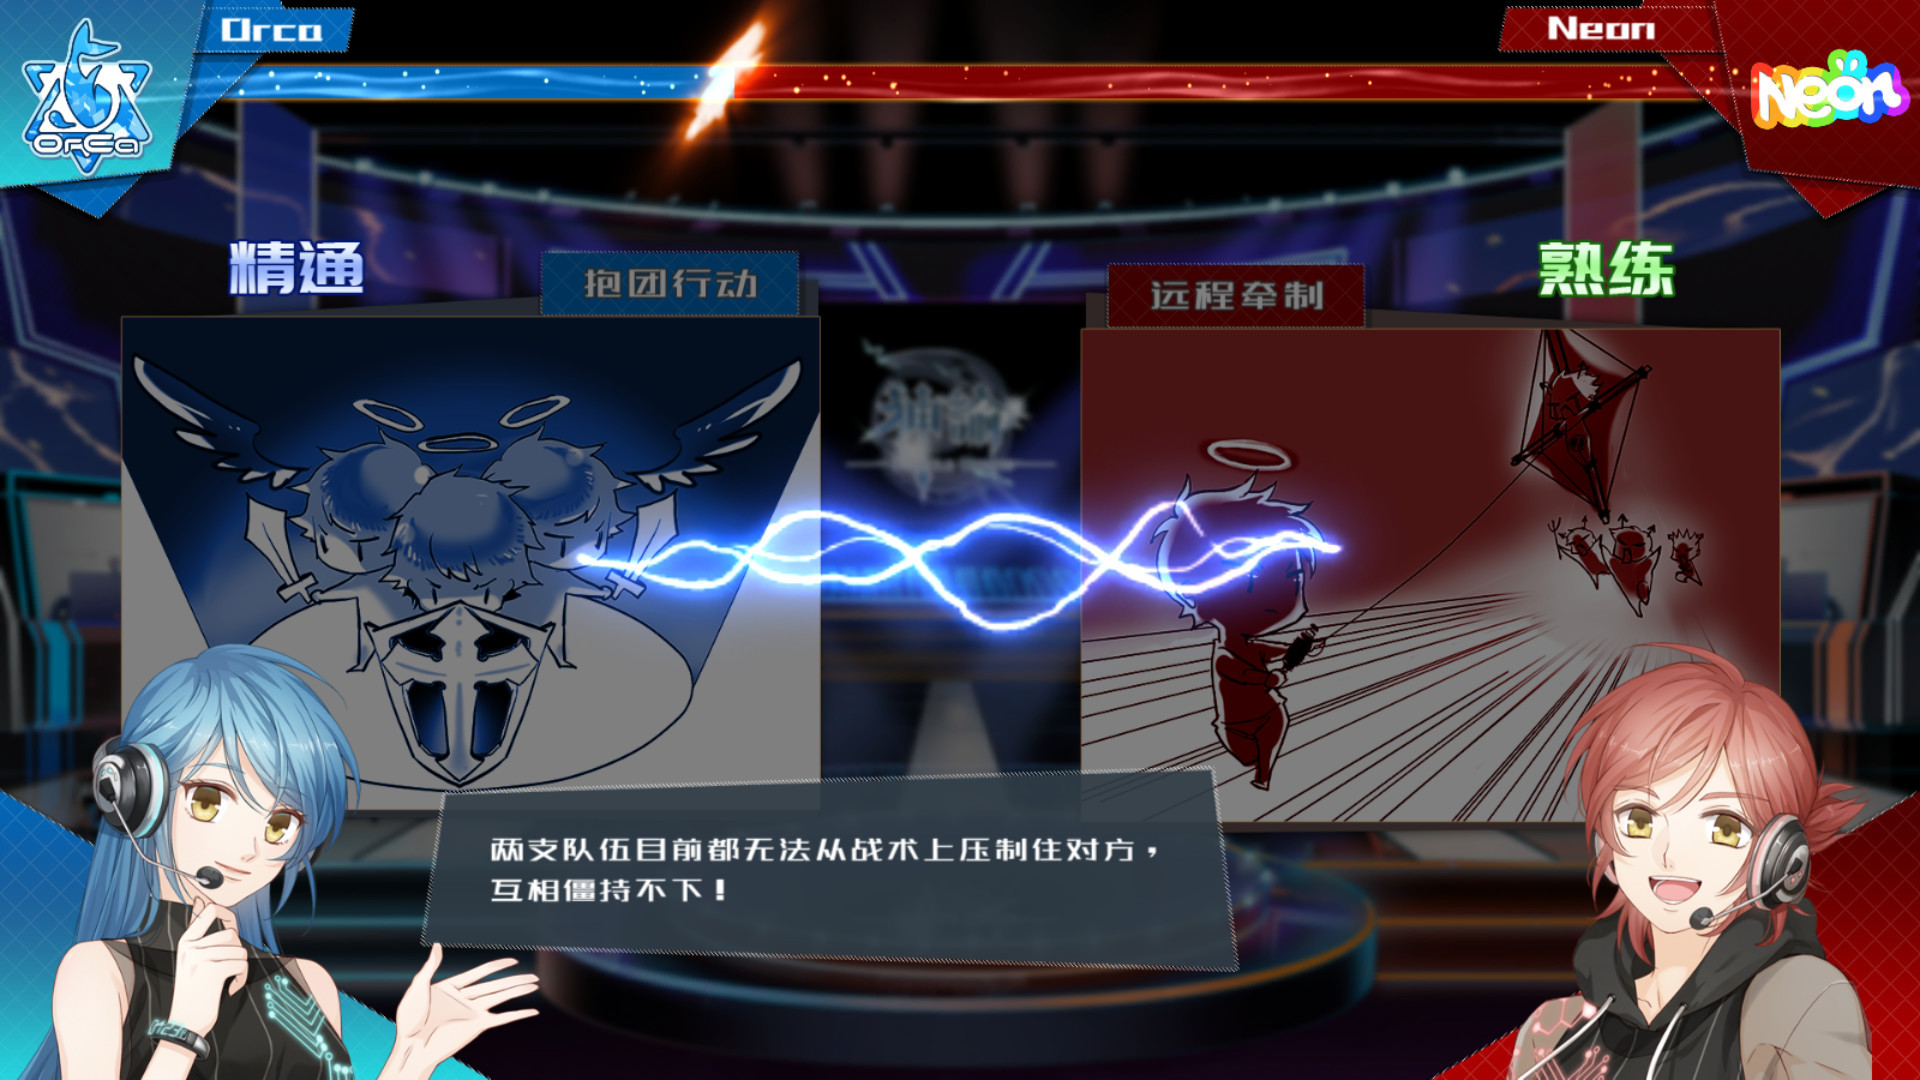 Orca
Neon
OrCa
Neon
精通
抱团行动
远程牵制
熟练
两支队伍目前都无法从战术上压制住对方，
互相僵持不下！